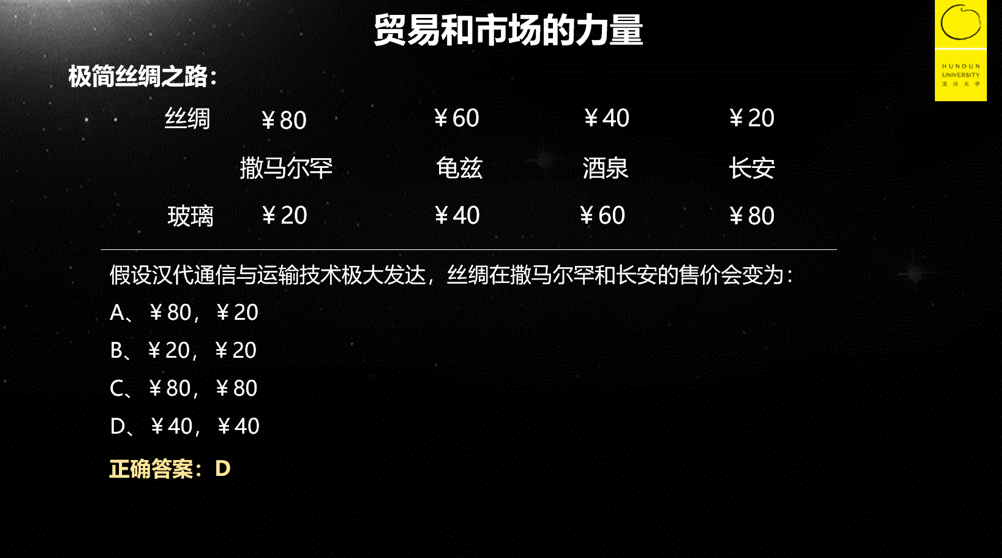 贸易和市场的力量
HUNDUN
UNIVERSITY
混沌大学
极简丝绸之路：
丝绸 ￥80 ￥60 ￥40 ￥20
撒马尔罕 龟兹 酒泉 长安
玻璃 ￥20 ￥40 ￥60 ￥80
假设汉代通信与运输技术极大发达，丝绸在撒马尔罕和长安的售价会变为：
A、￥80，￥20
B、￥20，￥20
C、￥80，￥80
D、￥40，￥40
正确答案：D